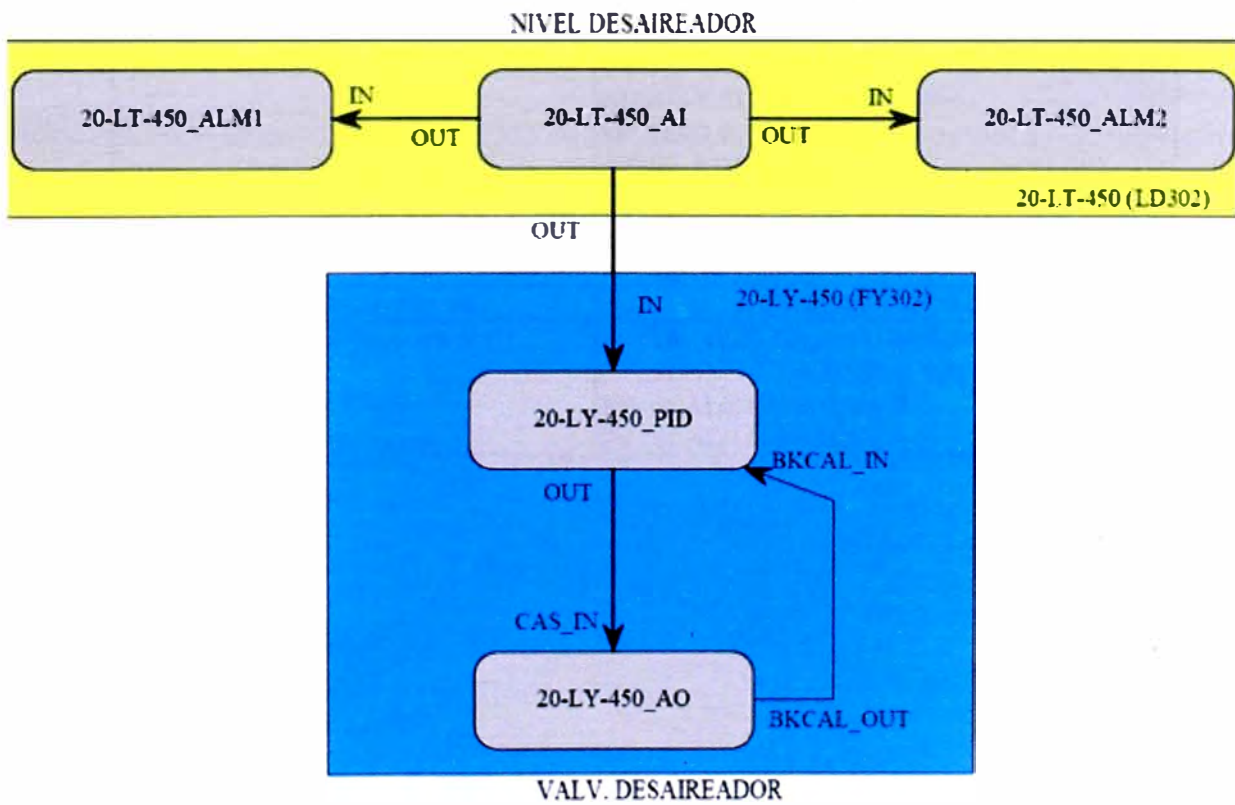 NIVEL DESAIREADOR
20-LT-450_ALM1
IN
OUT
20-LT-450_AI
OUT
IN
20-LT-450_ALM2
20-LT-450 (LD302)
OUT
20-LY-450 (FY302)
IN
20-LY-450_PID
OUT
BKCAL_IN
CAS_IN
20-LY-450_AO
BKCAL_OUT
VALV. DESAIREADOR